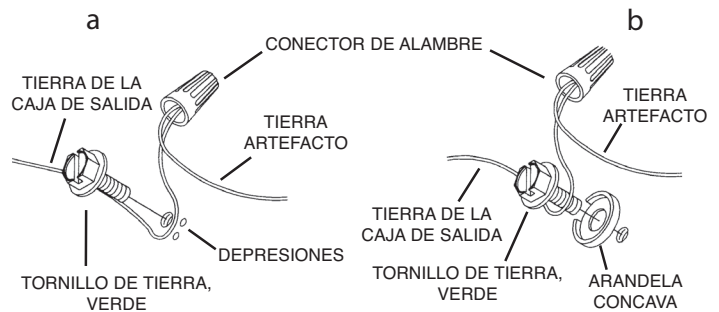 a
b
CONECTOR DE ALAMBRE
TIERRA DE LA
CAJA DE SALIDA
TIERRA
ARTEFACTO
DEPRESIONES
TORNILLO DE TIERRA,
VERDE
TIERRA
ARTEFACTO
TIERRA DE LA
CAJA DE SALIDA
TORNILLO DE TIERRA,
VERDE
ARANDELA
CONCAVA